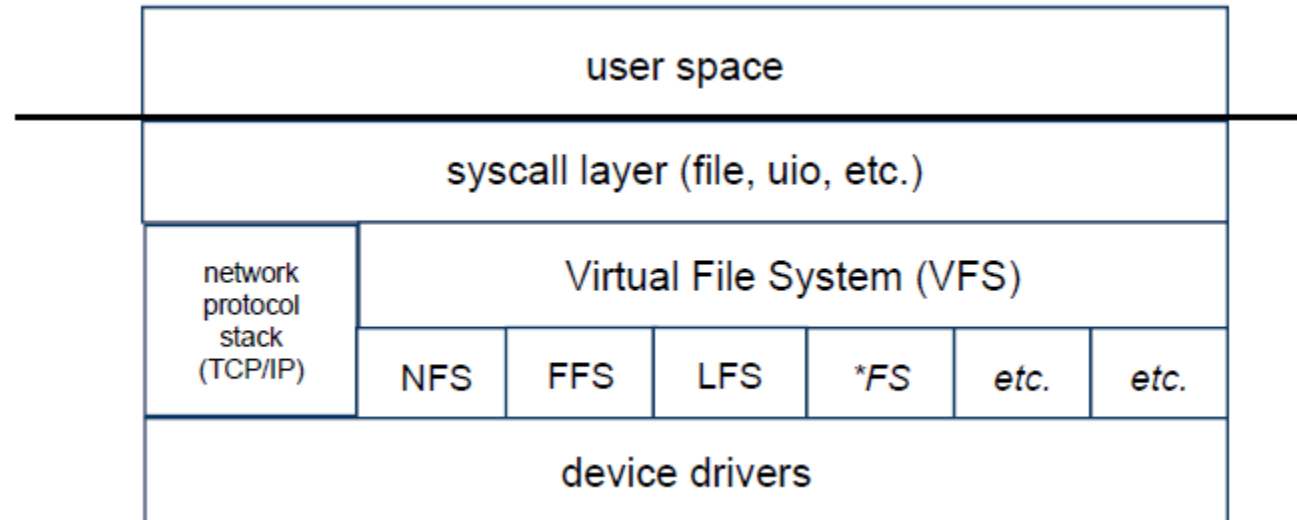 user space
syscall layer (file, uio, etc.)
network
protocol
stack
(TCP/IP)
Virtual File System (VFS)
NFS
FFS
LFS
*FS
etc.
etc.
device drivers